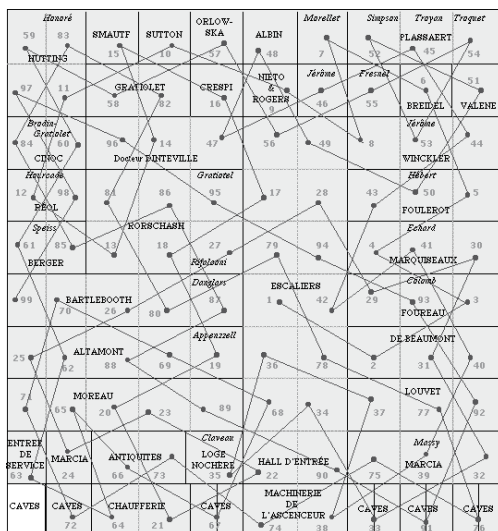 59 Honoré 83 SMAUTF SUTTON ORLOW- ALBIN Morellet Simpson Troyan Troquet
SKA PLASSAERT
HUTTING 15 10 57 48 7 52 45 54
97 11 GRATIOLET CRESPI NIETO Jérôme Fresnel 6 51
58 82 16 & ROGERS 9 46 55 BREIDEL VALENE
Brodin-
Gratiolet Jérôme
84 60 96 14 47 56 49 8 53 44
CINOC Docteur DINTEVILLE WINCKLER
Hourcade Gratiolet Hébert
12 98 81 86 95 17 28 43 50 5
RÉOL FOULEROT
Speiss RORSCHASH Echard
61 85 13 18 27 79 94 4 41 30
BERGER Rifolooni MARQUISEAUX
Danglars ESCALIERS Colomb
99 BARTLEBOOTH 87 1 42 29 93 3
70 26 80 FOUREAU
Appenzzell DE BEAUMONT
25 62 ALTAMONT 88 69 19 36 78 2 31 40
71 65 MOREAU 20 23 89 68 34 37 LOUVET 77 92
ENTREE Claveau Massy
DE MARCIA ANTIQUITES LOGE HALL D'ENTRÉE MARCIA
SERVICE NOCHÈRE
63 24 66 73 35 22 90 75 39 32
CAVES CAVES CHAUFFERIE CAVES MACHINERIE CAVES CAVES CAVES
DE
L'ASCENCEUR
72 64 21 67 74 38 33 91 76